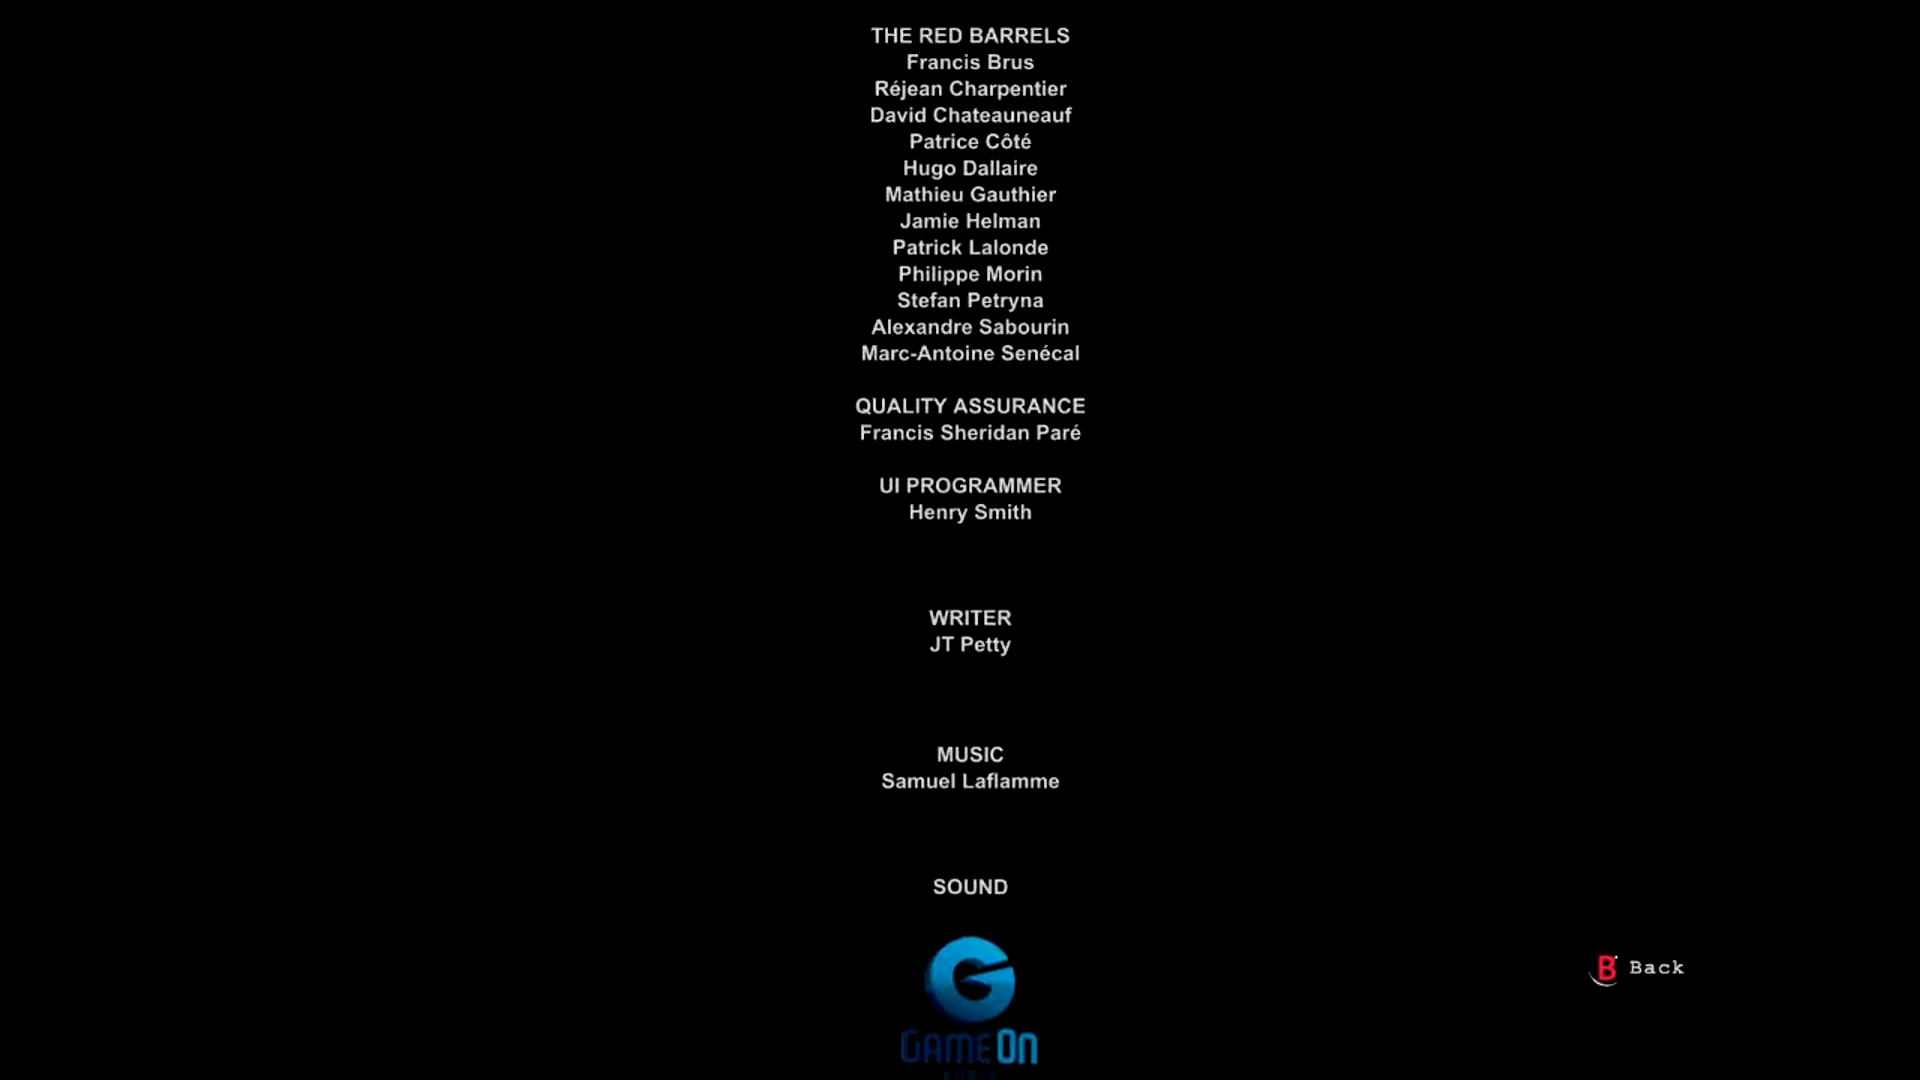 THE RED BARRELS
Francis Brus
Réjean Charpentier
David Chateauneuf
Patrice Côté
Hugo Dallaire
Mathieu Gauthier
Jamie Helman
Patrick Lalonde
Philippe Morin
Stefan Petryna
Alexandre Sabourin
Marc-Antoine Senécal
QUALITY ASSURANCE
Francis Sheridan Paré
UI PROGRAMMER
Henry Smith
WRITER
JT Petty
MUSIC
Samuel Laflamme
SOUND
GAMEON
B Back